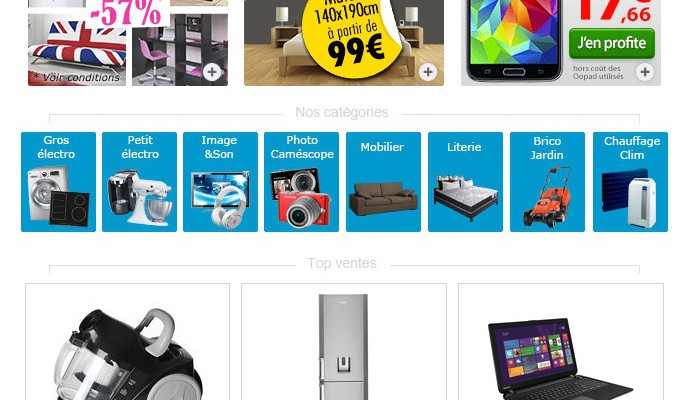 -57%
* Voir conditions
140x190cm
à partir de
99€
17€,66
J'en profite
hors coût des
Oopad utilisés
Nos catégories
Gros
électro
Petit
électro
Image
&Son
Photo
Caméscope
Mobilier
Literie
Brico
Jardin
Chauffage
Clim
Top ventes